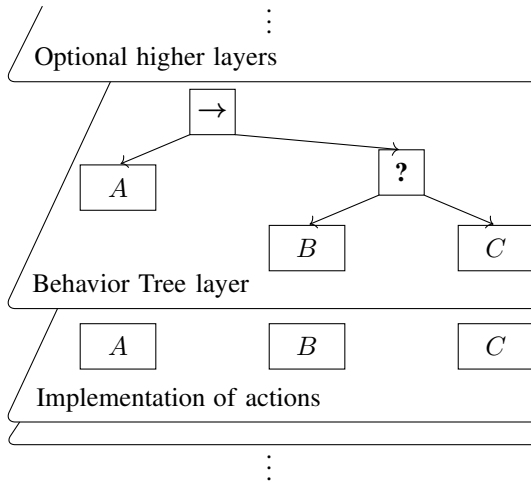 ⋮
Optional higher layers
→
A
?
B C
Behavior Tree layer
A B C
Implementation of actions
⋮